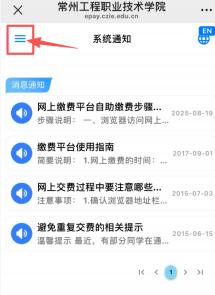 常州工程职业技术学院
epay.czie.edu.cn
系统通知
EN
消息通知
网上缴费平台自助缴费步骤...
步骤说明： 一、浏览器访问网上... 2025-08-19
缴费平台使用指南
简要说明： 1.网上缴费的时间：... 2017-09-01
网上交费过程中要注意哪些...
注意事项： 1.确认浏览器地址栏... 2015-07-03
避免重复交费的相关提示
温馨提示 最近，有部分同学在通... 2015-07-03
1